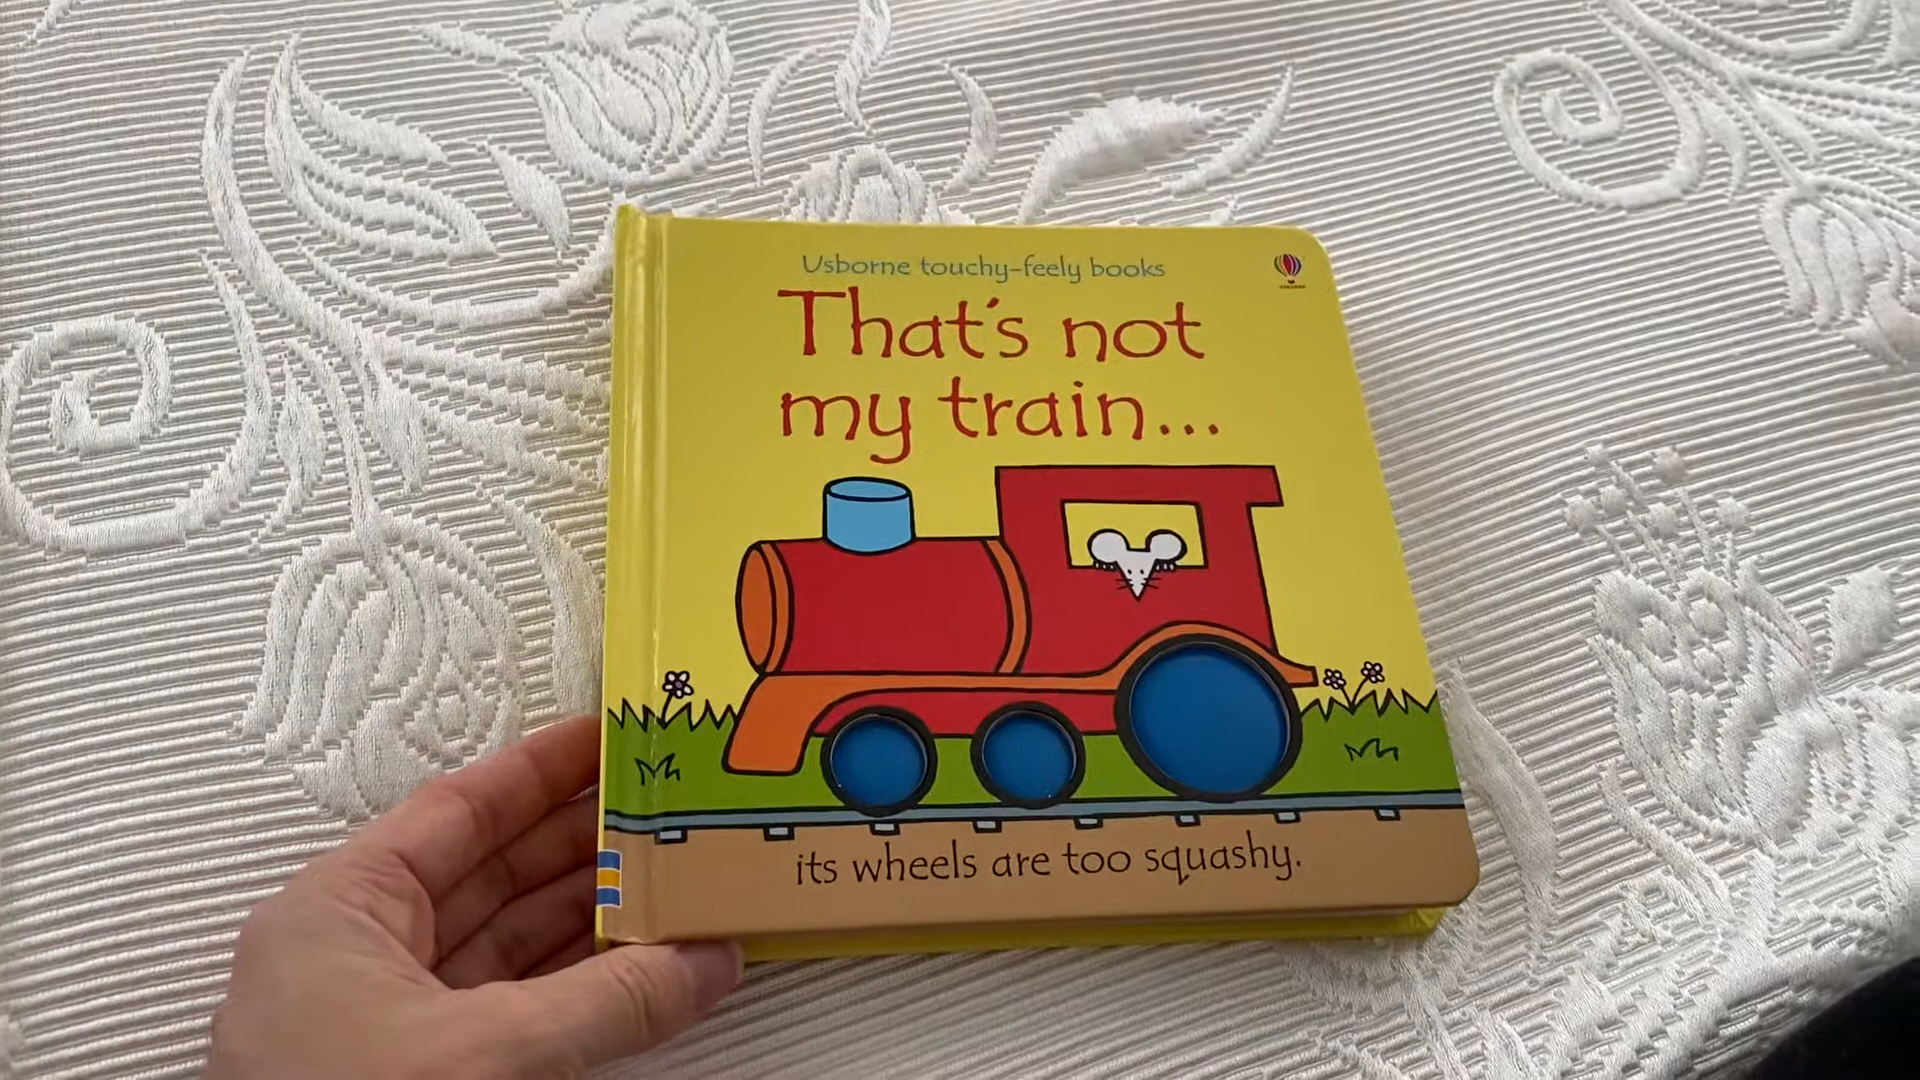 Usborne touchy-feely books
That's not
my train...
its wheels are too squashy.